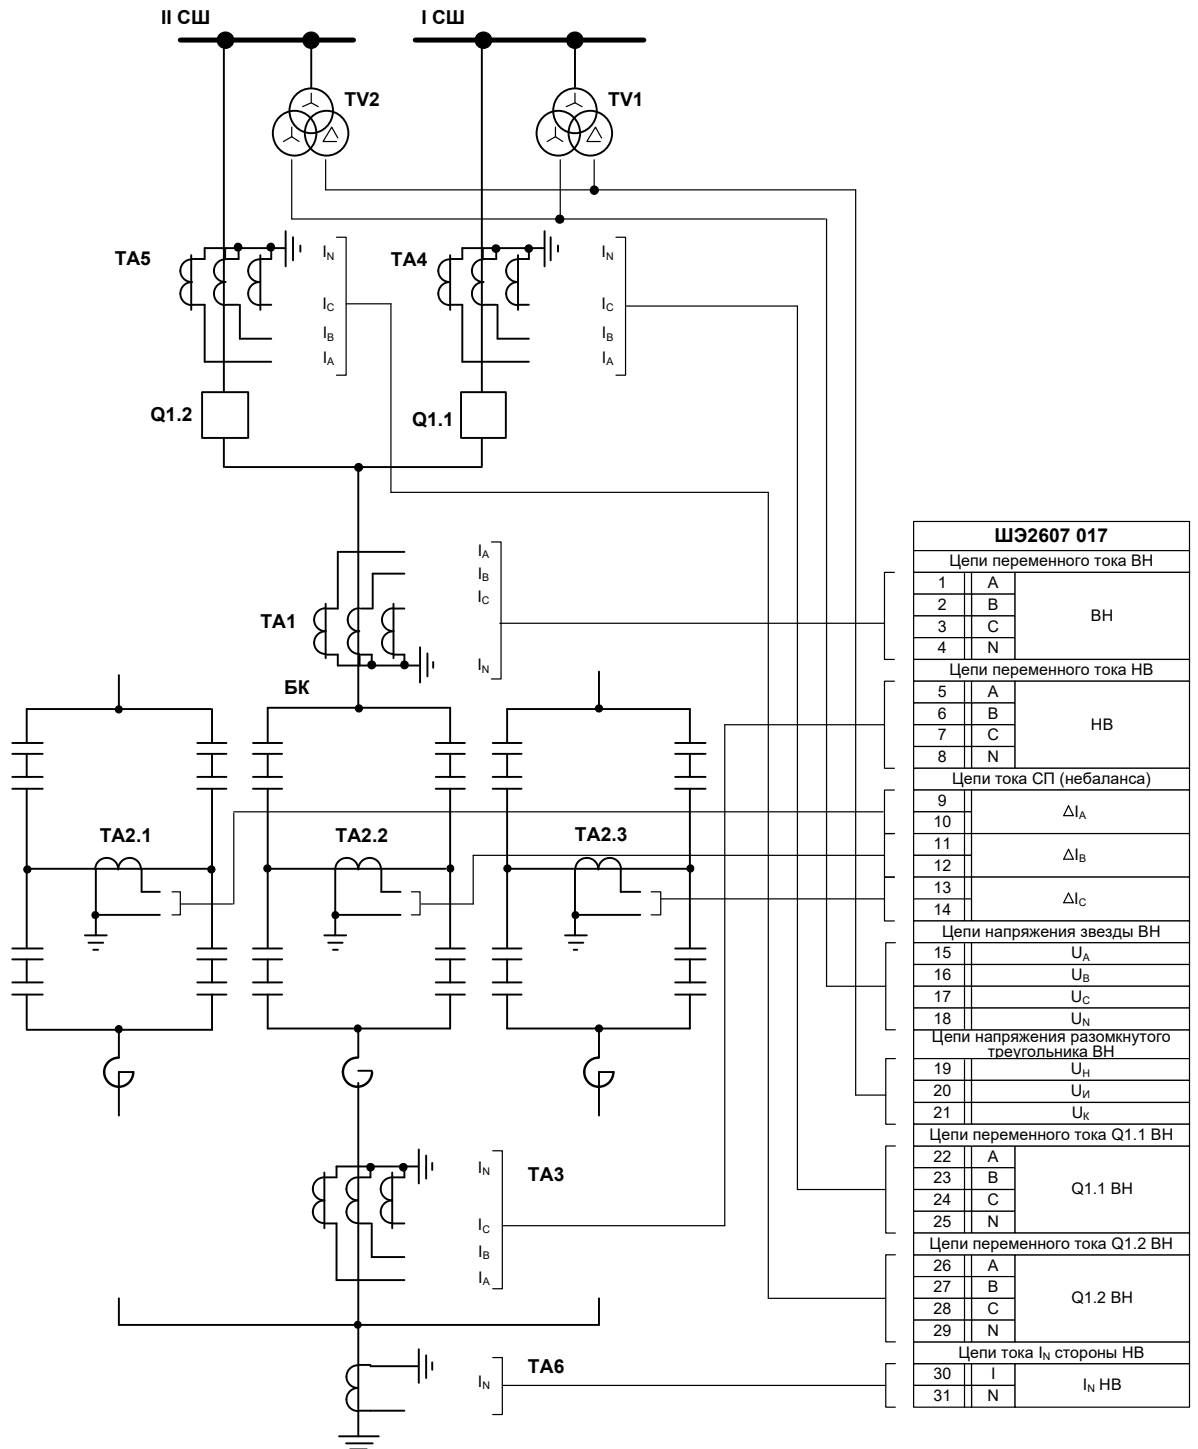 II СШ
I СШ
TV2
TV1
TA5
I_N
I_C
I_B
I_A
TA4
I_N
I_C
I_B
I_A
Q1.2
Q1.1
TA1
I_A
I_B
I_C
I_N
БК
TA2.1
TA2.2
TA2.3
TA3
I_N
I_C
I_B
I_A
TA6
I_N
ШЭ2607 017
Цепи переменного тока ВН
1 A
2 B
3 C
4 N
ВН
Цепи переменного тока НВ
5 A
6 B
7 C
8 N
НВ
Цепи тока СП (небаланса)
9
10
ΔI_A
11
12
ΔI_B
13
14
ΔI_C
Цепи напряжения звезды ВН
15 U_A
16 U_B
17 U_C
18 U_N
Цепи напряжения разомкнутого
треугольника ВН
19 U_Н
20 U_И
21 U_К
Цепи переменного тока Q1.1 ВН
22 A
23 B
24 C
25 N
Q1.1 ВН
Цепи переменного тока Q1.2 ВН
26 A
27 B
28 C
29 N
Q1.2 ВН
Цепи тока I_N стороны НВ
30 I
31 N
I_N НВ